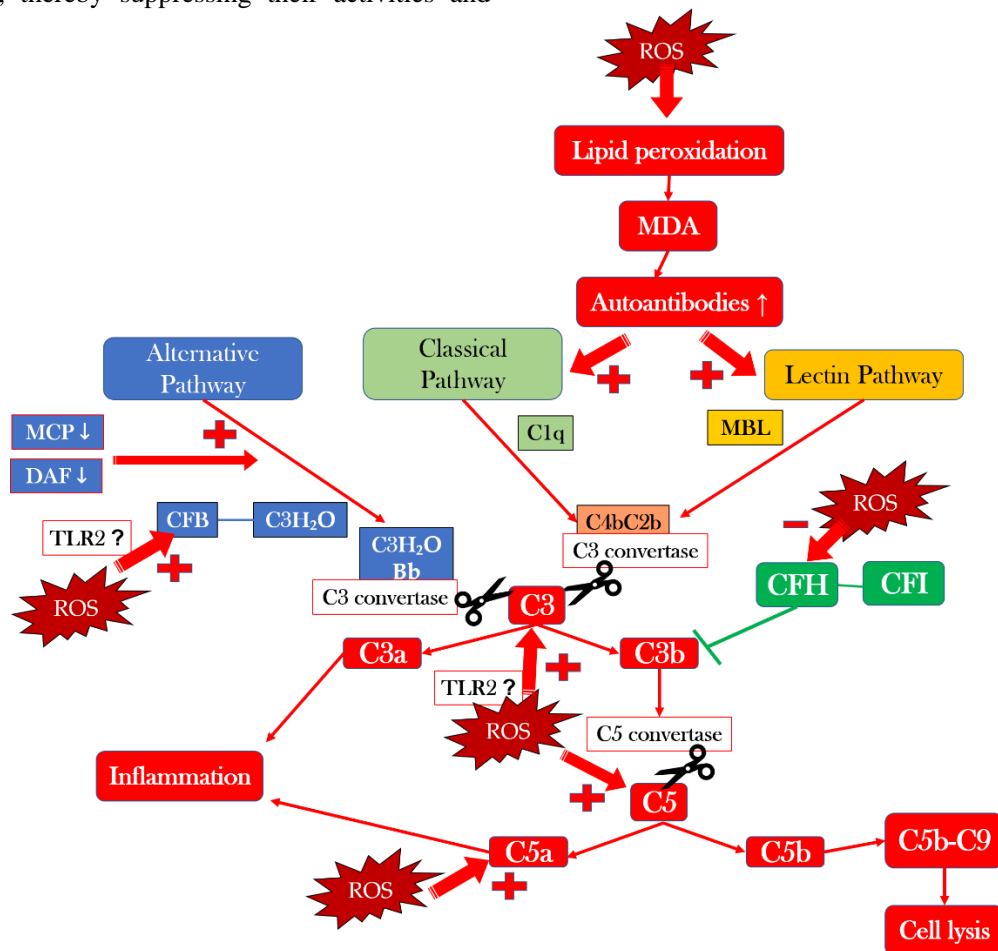 , thereby suppressing their activities and
ROS
Lipid peroxidation
MDA
Autoantibodies ↑
Alternative
Pathway
Classical
Pathway
Lectin Pathway
MCP ↓
DAF ↓
C1q
MBL
CFB
C3H₂O
TLR2 ?
ROS
C3H₂O
Bb
C3 convertase
C4bC2b
C3 convertase
ROS
CFH
CFI
C3
C3a
C3b
TLR2 ?
ROS
C5 convertase
Inflammation
C5
C5a
C5b
C5b-C9
ROS
Cell lysis